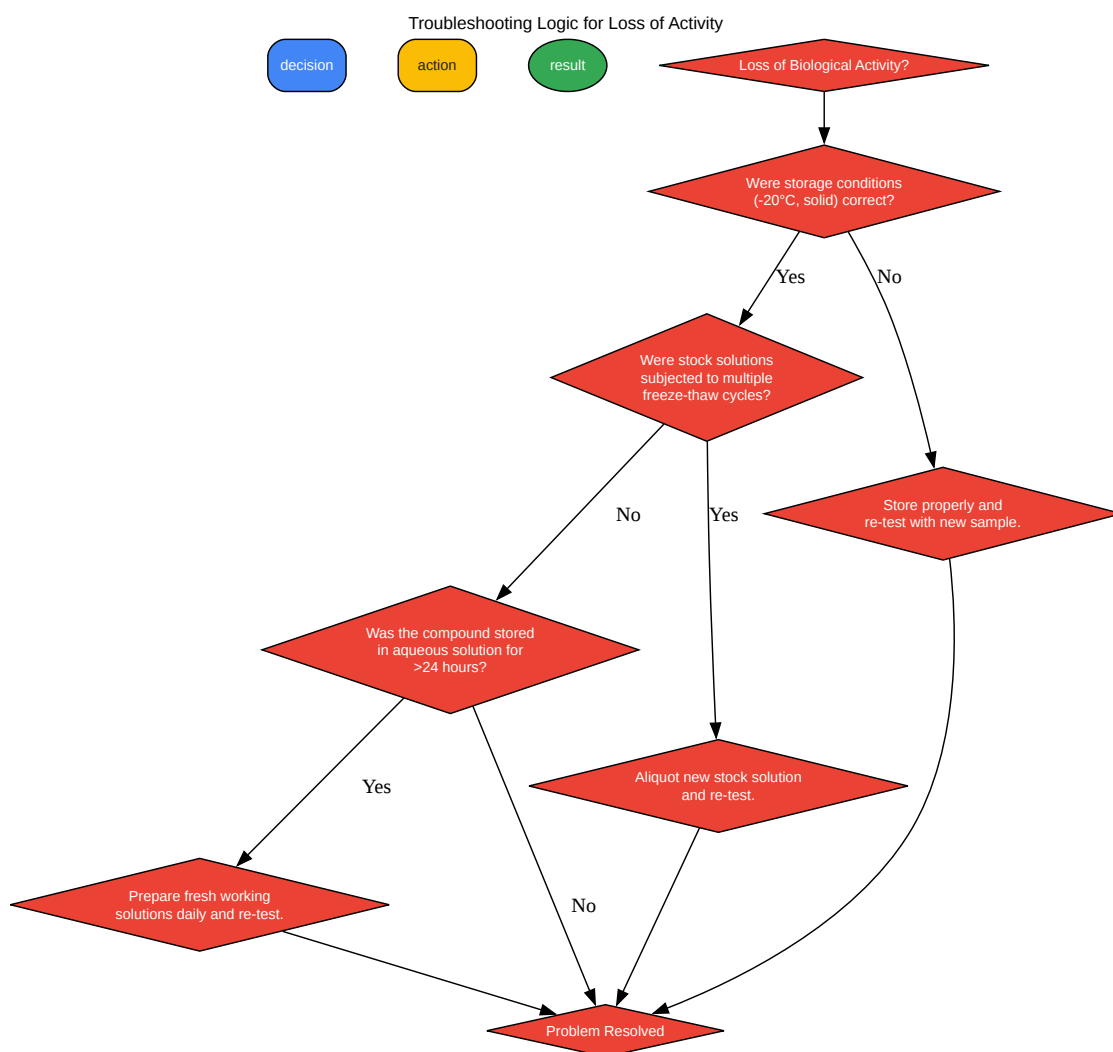 Troubleshooting Logic for Loss of Activity
decision
action
result
Loss of Biological Activity?
Were storage conditions
(-20°C, solid) correct?
Yes
No
Were stock solutions
subjected to multiple
freeze-thaw cycles?
Store properly and
re-test with new sample.
No
Yes
Was the compound stored
in aqueous solution for
>24 hours?
Aliquot new stock solution
and re-test.
Yes
Prepare fresh working
solutions daily and re-test.
No
Problem Resolved